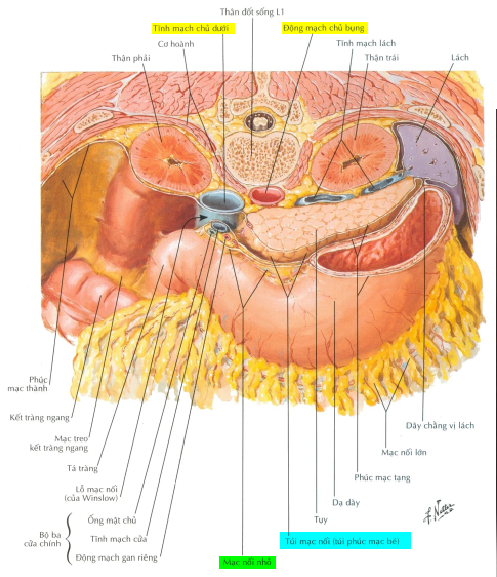 Thân đốt sống L1
Tĩnh mạch chủ dưới
Động mạch chủ bụng
Cơ hoành
Tĩnh mạch lách
Thận phải
Thận trái
Lách
Phúc
mạc thành
Kết tràng ngang
Mạc treo
kết tràng ngang
Tá tràng
Lỗ mạc nối
(của Winslow)
Bộ ba
cửa chính
Ống mật chủ
Tĩnh mạch cửa
Động mạch gan riêng
Mạc nối nhỏ
Túi mạc nối (túi phúc mạc bé)
Tụy
Dạ dày
Phúc mạc tạng
Mạc nối lớn
Dây chằng vị lách
F. Netter